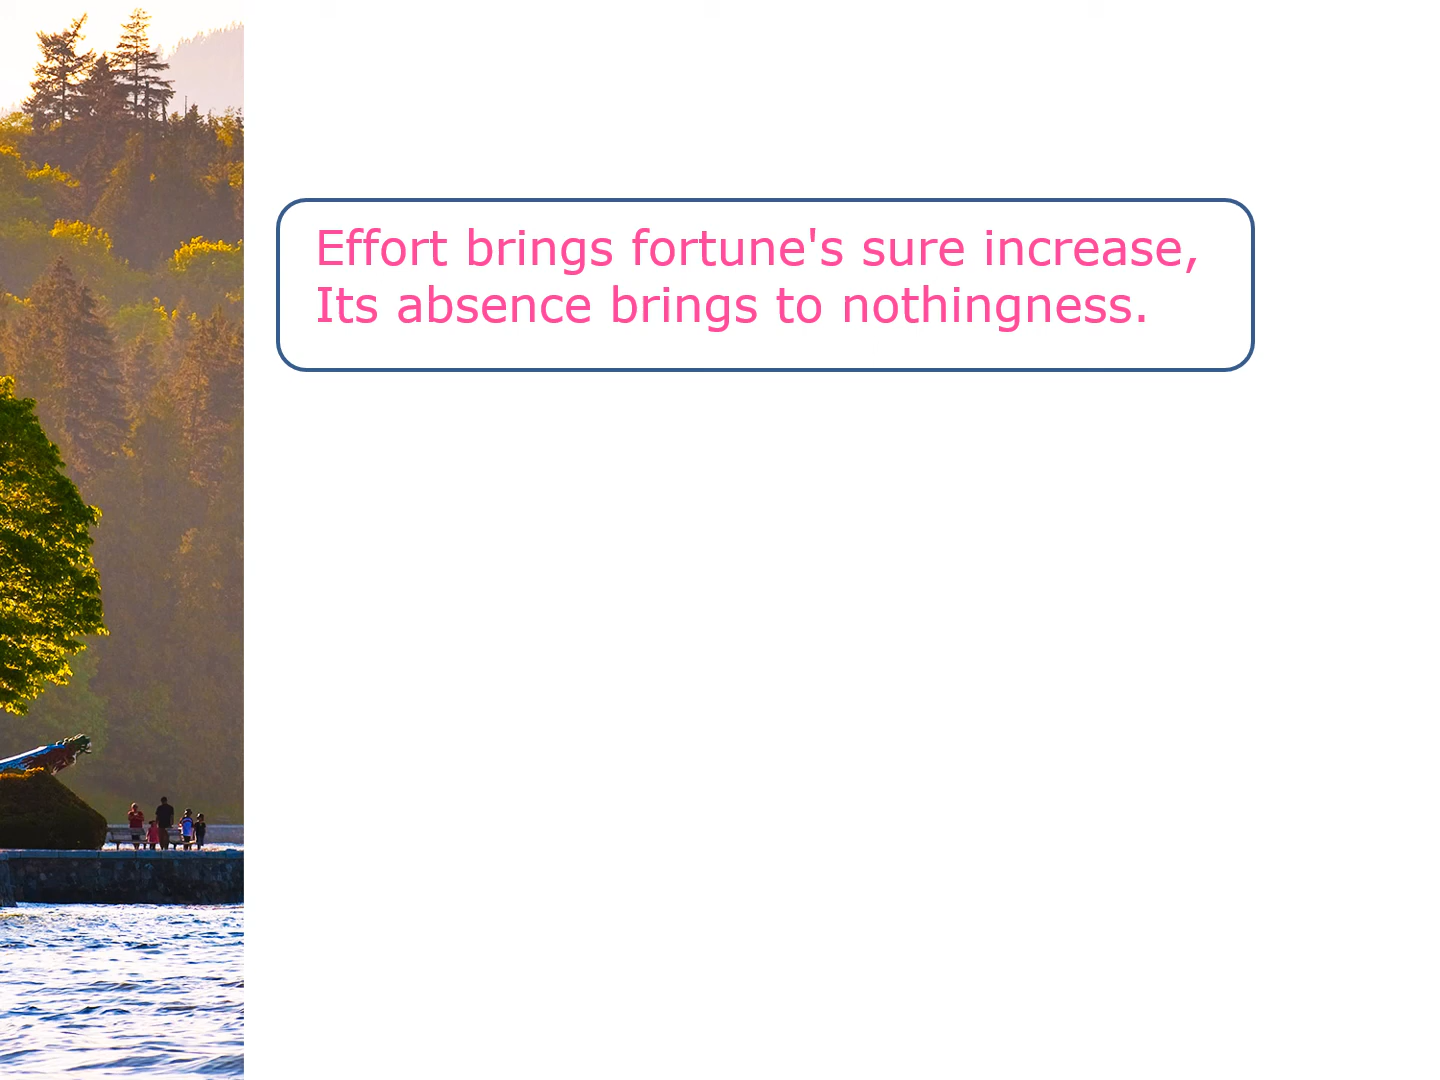 Effort brings fortune's sure increase,
Its absence brings to nothingness.